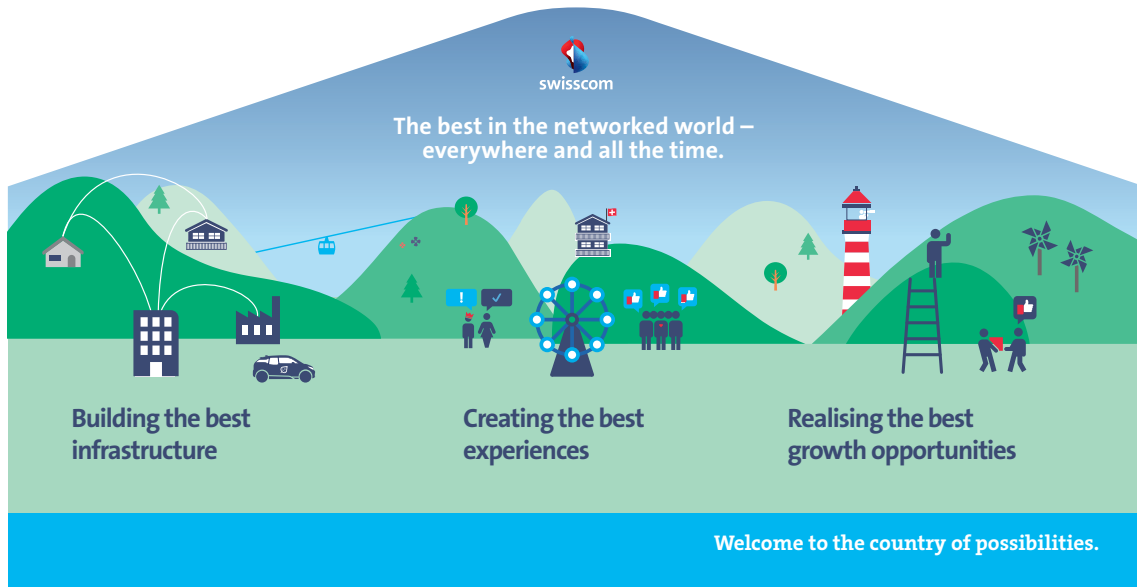 swisscom
The best in the networked world –
everywhere and all the time.
!
Building the best
infrastructure
Creating the best
experiences
Realising the best
growth opportunities
Welcome to the country of possibilities.